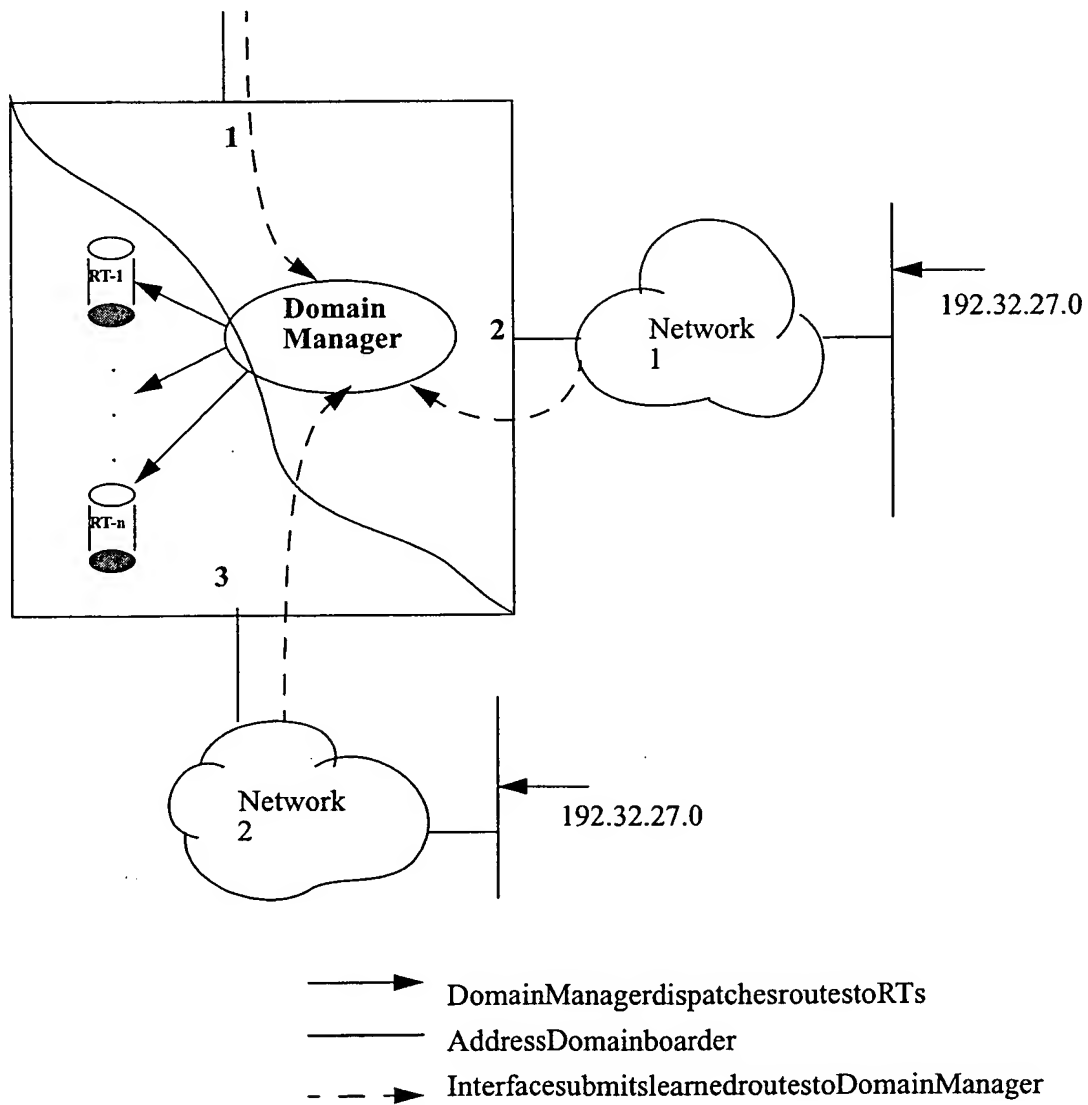 1
RT-1
Domain
Manager
2
Network
1
192.32.27.0
RT-n
3
Network
2
192.32.27.0
DomainManagerdispatchesroutestoRTs
AddressDomainboarder
InterfacesubmitslearnedroutestoDomainManager